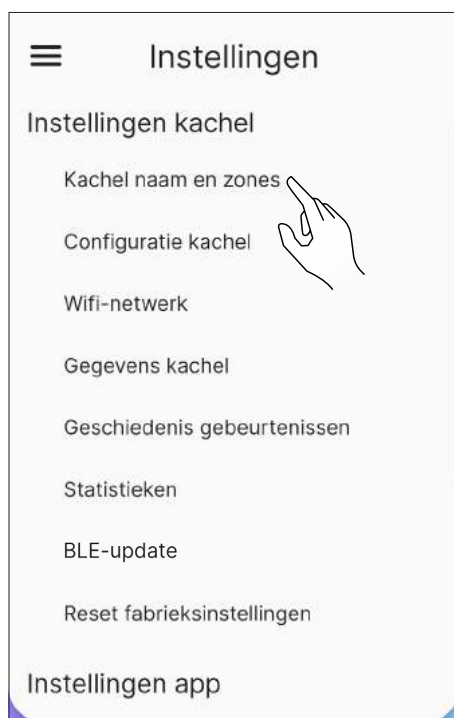 Instellingen
Instellingen kachel
Kachel naam en zones
Configuratie kachel
Wifi-netwerk
Gegevens kachel
Geschiedenis gebeurtenissen
Statistieken
BLE-update
Reset fabrieksinstellingen
Instellingen app